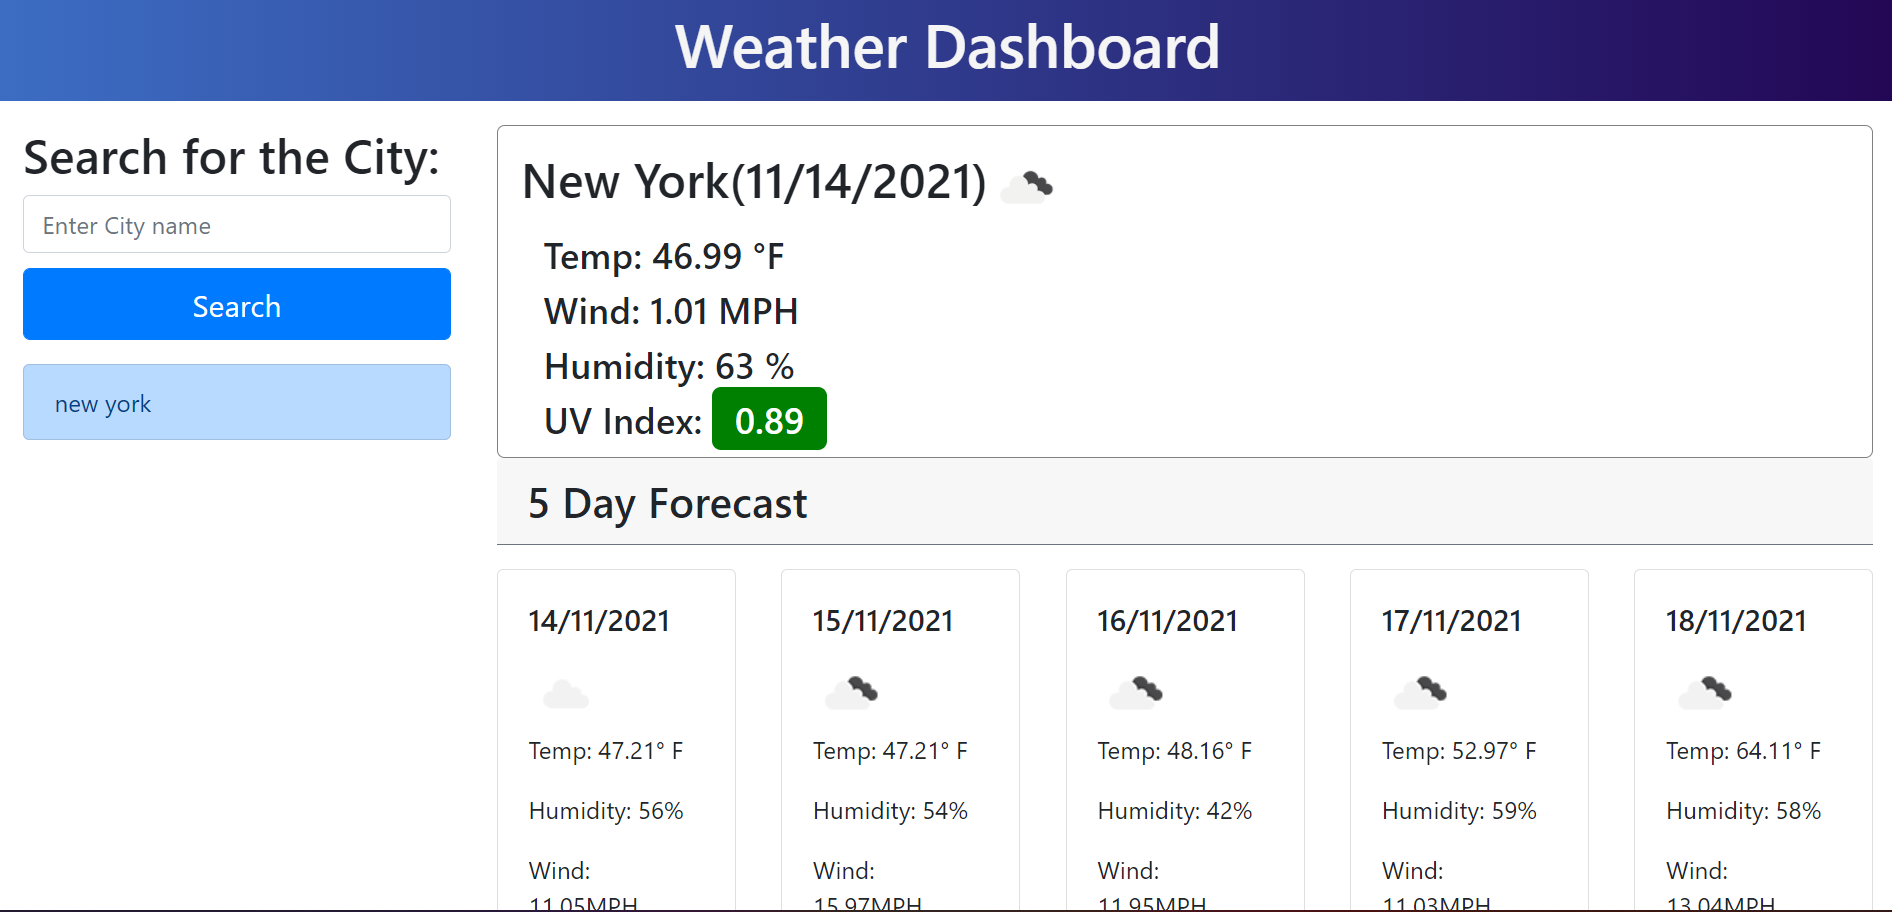 Weather Dashboard
Search for the City:
Enter City name
Search
new york
New York(11/14/2021)
Temp: 46.99 °F
Wind: 1.01 MPH
Humidity: 63 %
UV Index: 0.89
5 Day Forecast
14/11/2021
Temp: 47.21° F
Humidity: 56%
Wind:
11.05MPH
15/11/2021
Temp: 47.21° F
Humidity: 54%
Wind:
15.97MPH
16/11/2021
Temp: 48.16° F
Humidity: 42%
Wind:
11.95MPH
17/11/2021
Temp: 52.97° F
Humidity: 59%
Wind:
11.03MPH
18/11/2021
Temp: 64.11° F
Humidity: 58%
Wind:
13.04MPH